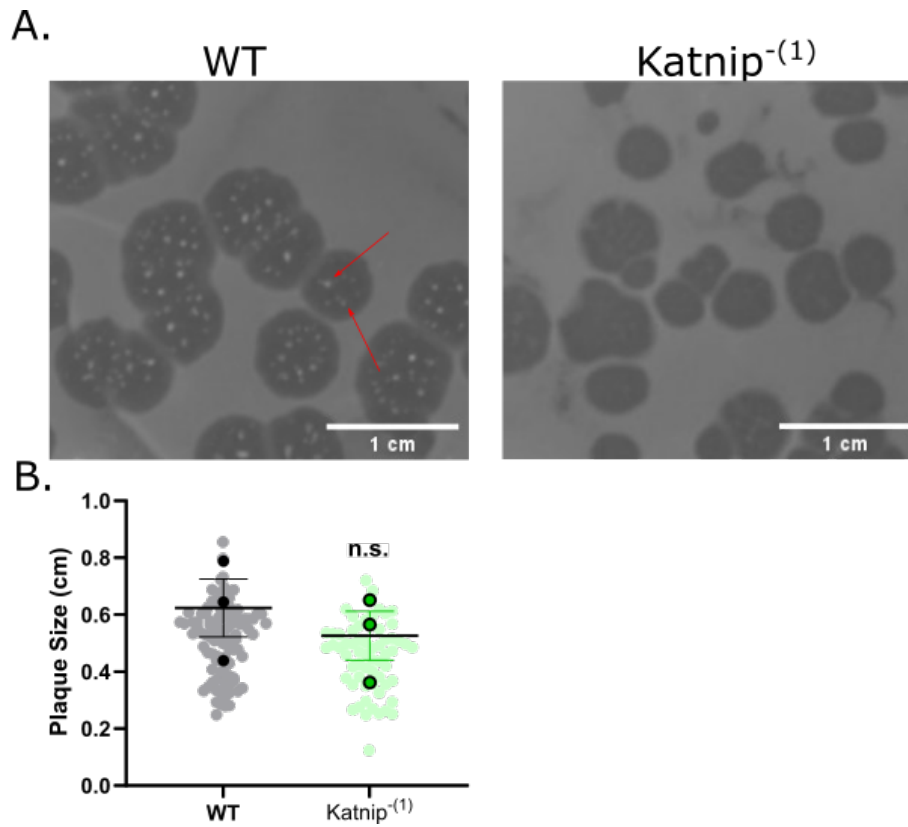 A.
WT Katnip⁻⁽¹⁾
1 cm 1 cm
B.
Plaque Size (cm)
1.0
0.8
0.6
0.4
0.2
0.0
n.s.
WT Katnip⁻⁽¹⁾